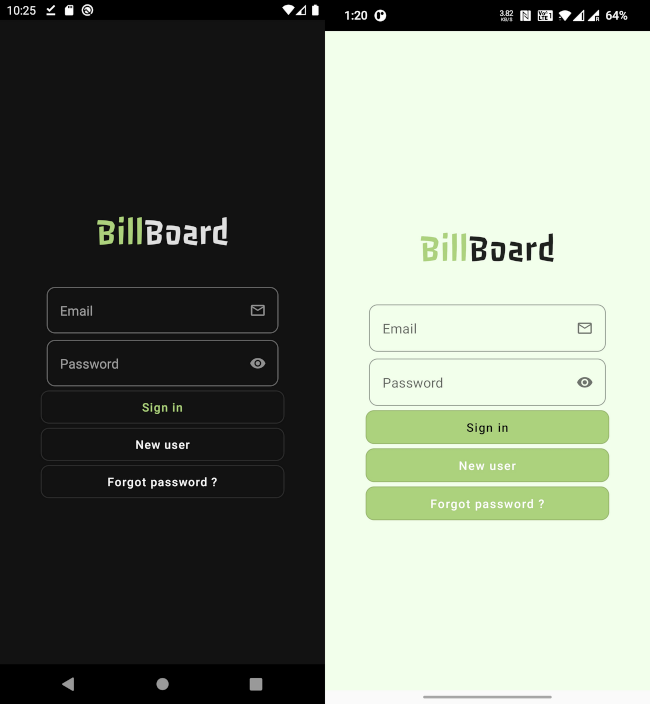 10:25
BillBoard
Email
Password
Sign in
New user
Forgot password ?
1:20
3.82
KB/S
64%
BillBoard
Email
Password
Sign in
New user
Forgot password ?